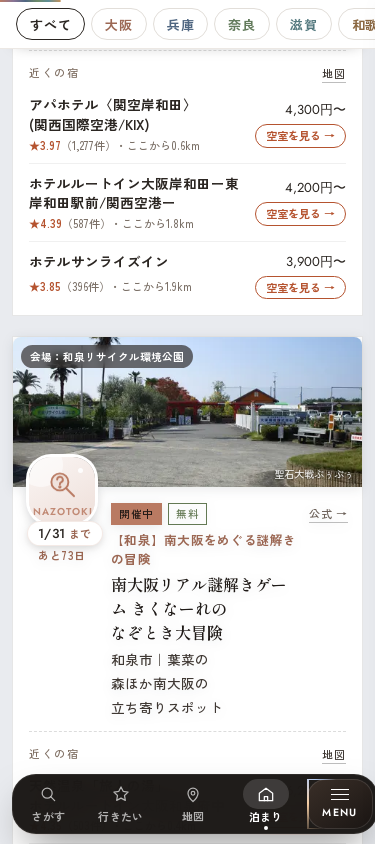 すべて
大阪
兵庫
奈良
滋賀
和歌
近くの宿
地図
アパホテル〈関空岸和田〉
(関西国際空港/KIX)
★3.97（1,277件）・ここから0.6km
4,300円〜
空室を見る →
ホテルルートイン大阪岸和田ー東
岸和田駅前/関西空港ー
★4.39（587件）・ここから1.8km
4,200円〜
空室を見る →
ホテルサンライズイン
★3.85（396件）・ここから1.9km
3,900円〜
空室を見る →
会場：和泉リサイクル環境公園
聖石大戦ぷぅぷぅ
NAZOTOKI
1/31 まで
あと73日
開催中
無料
公式 →
【和泉】南大阪をめぐる謎解き
の冒険
南大阪リアル謎解きゲー
ム きくなーれの
なぞとき大冒険
和泉市｜葉菜の
森ほか南大阪の
立ち寄りスポット
近くの宿
地図
さがす
行きたい
地図
泊まり
MENU